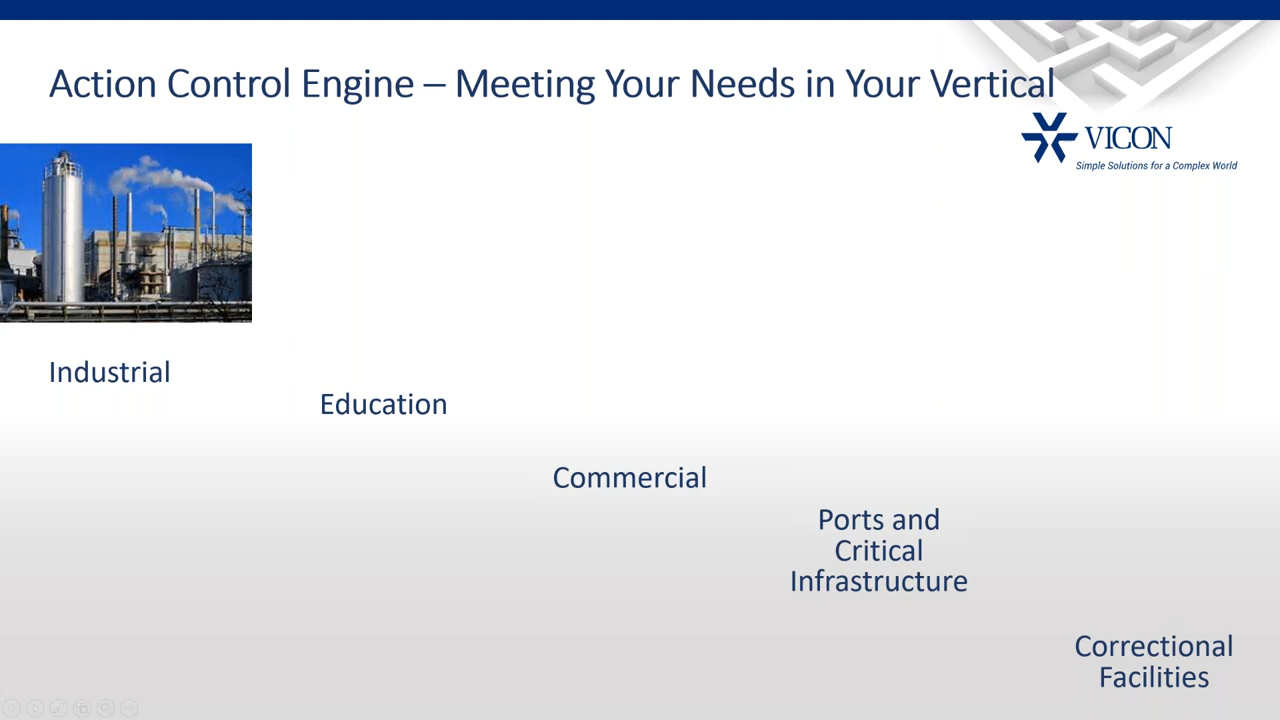 Action Control Engine – Meeting Your Needs in Your Vertical
VICON
Simple Solutions for a Complex World
Industrial
Education
Commercial
Ports and
Critical
Infrastructure
Correctional
Facilities